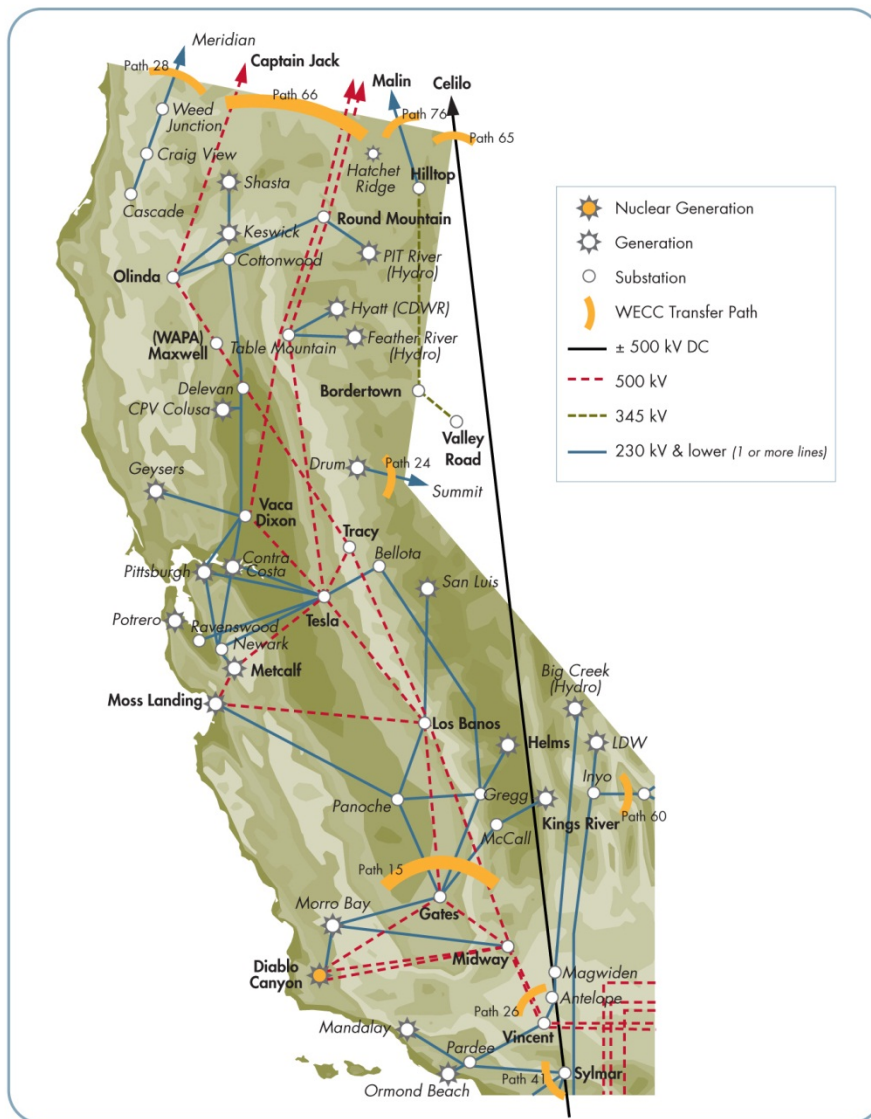 Meridian
Path 28
Captain Jack
Path 66
Malin
Celilo
Path 76
Path 65
Weed
Junction
Craig View
Cascade
Shasta
Hatchet
Ridge
Hilltop
Keswick
Round Mountain
Cottonwood
PIT River
(Hydro)
Olinda
Hyatt (CDWR)
(WAPA)
Maxwell
Table Mountain
Feather River
(Hydro)
Delevan
CPV Colusa
Bordertown
Valley
Road
Geysers
Drum
Path 24
Summit
Vaca
Dixon
Tracy
Bellota
Pittsburgh
Contra
Costa
San Luis
Tesla
Potrero
Ravenswood
Newark
Metcalf
Moss Landing
Big Creek
(Hydro)
Los Banos
Helms
LDW
Inyo
Panoche
Gregg
Kings River
Path 60
McCall
Path 15
Gates
Morro Bay
Midway
Diablo
Canyon
Magwiden
Antelope
Path 26
Vincent
Mandalay
Pardee
Path 41
Sylmar
Ormond Beach
Nuclear Generation
Generation
Substation
WECC Transfer Path
± 500 kV DC
500 kV
345 kV
230 kV & lower (1 or more lines)